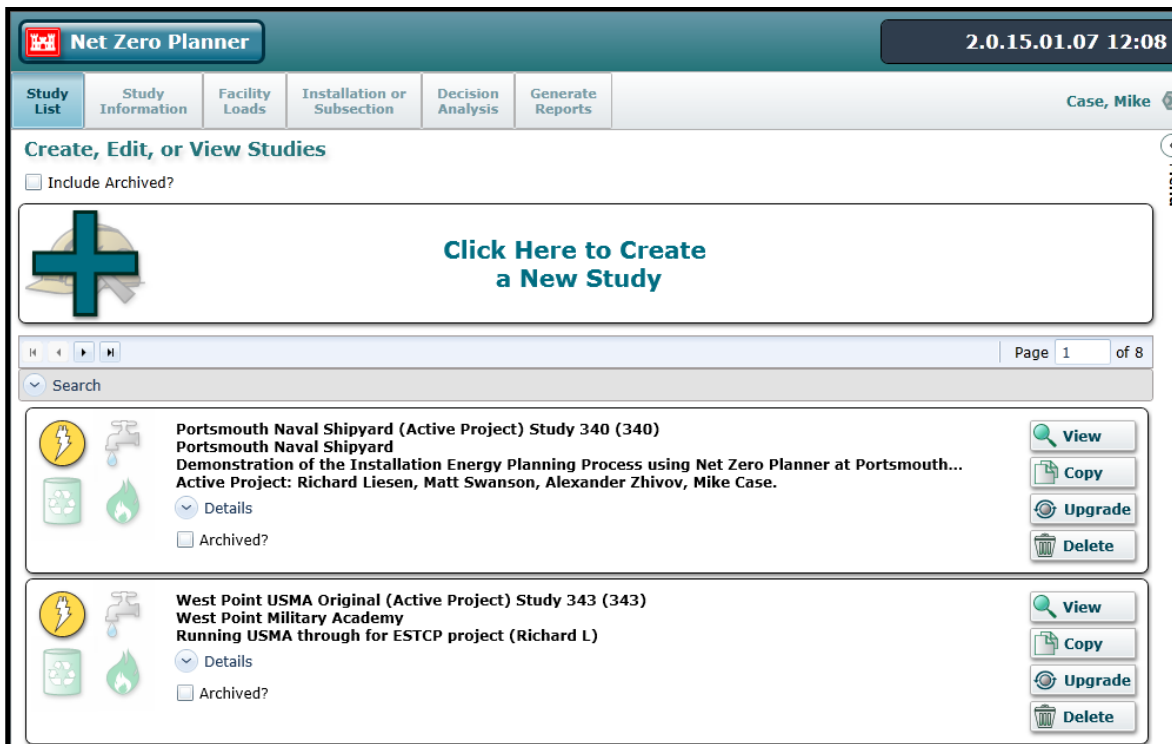 Net Zero Planner
2.0.15.01.07 12:08
Study List
Study Information
Facility Loads
Installation or Subsection
Decision Analysis
Generate Reports
Case, Mike
Create, Edit, or View Studies
Include Archived?
Click Here to Create
a New Study
Page 1 of 8
Search
Portsmouth Naval Shipyard (Active Project) Study 340 (340)
Portsmouth Naval Shipyard
Demonstration of the Installation Energy Planning Process using Net Zero Planner at Portsmouth...
Active Project: Richard Liesen, Matt Swanson, Alexander Zhivov, Mike Case.
Details
Archived?
View
Copy
Upgrade
Delete
West Point USMA Original (Active Project) Study 343 (343)
West Point Military Academy
Running USMA through for ESTCP project (Richard L)
Details
Archived?
View
Copy
Upgrade
Delete